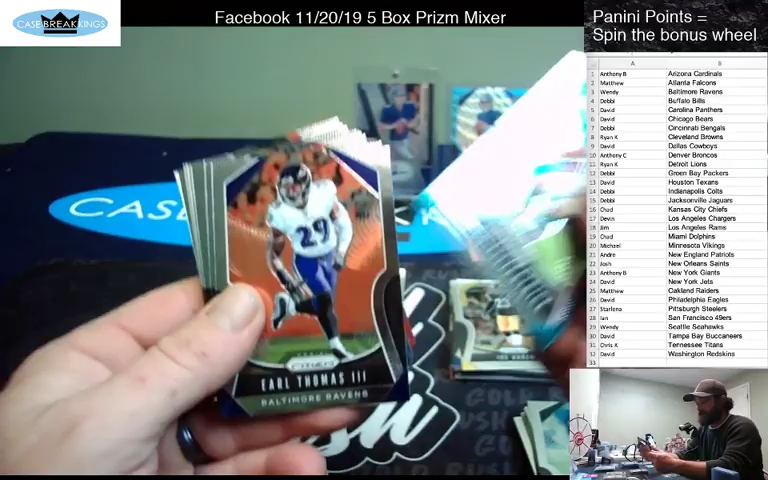 Facebook 11/20/19 5 Box Prizm Mixer
CASE BREAK KINGS
Panini Points =
Spin the bonus wheel
A B
1 Anthony B Arizona Cardinals
2 Matthew Atlanta Falcons
3 Wendy Baltimore Ravens
4 Debbi Buffalo Bills
5 David Carolina Panthers
6 David Chicago Bears
7 Debbi Cincinnati Bengals
8 Ryan K Cleveland Browns
9 David Dallas Cowboys
10 Anthony C Denver Broncos
11 Ryan K Detroit Lions
12 Debbi Green Bay Packers
13 David Houston Texans
14 Debbi Indianapolis Colts
15 Debbi Jacksonville Jaguars
16 Chad Kansas City Chiefs
17 Devin Los Angeles Chargers
18 Jim Los Angeles Rams
19 Chad Miami Dolphins
20 Michael Minnesota Vikings
21 Andre New England Patriots
22 Josh New Orleans Saints
23 Anthony B New York Giants
24 David New York Jets
25 Matthew Oakland Raiders
26 David Philadelphia Eagles
27 Starleno Pittsburgh Steelers
28 Ian San Francisco 49ers
29 Wendy Seattle Seahawks
30 David Tampa Bay Buccaneers
31 Chris K Tennessee Titans
32 David Washington Redskins
33
CAS
29
PRIZM
EARL THOMAS III
BALTIMORE RAVENS